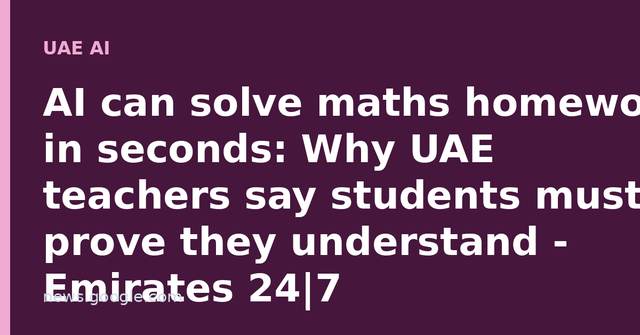 UAE AI
AI can solve maths homewo
in seconds: Why UAE
teachers say students must
prove they understand -
Emirates 24|7
news.google.com